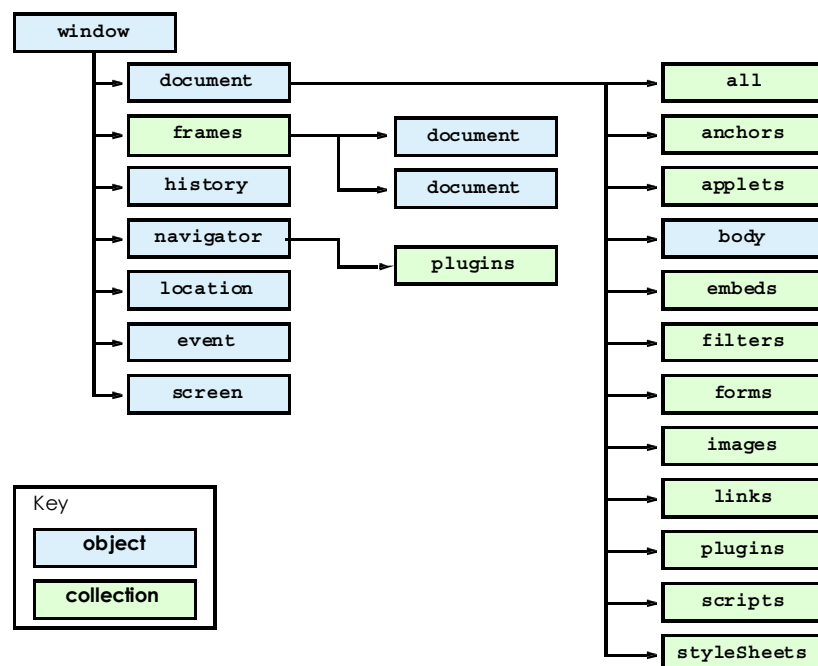 window
document
frames
history
navigator
location
event
screen
document
document
plugins
all
anchors
applets
body
embeds
filters
forms
images
links
plugins
scripts
styleSheets
Key
object
collection